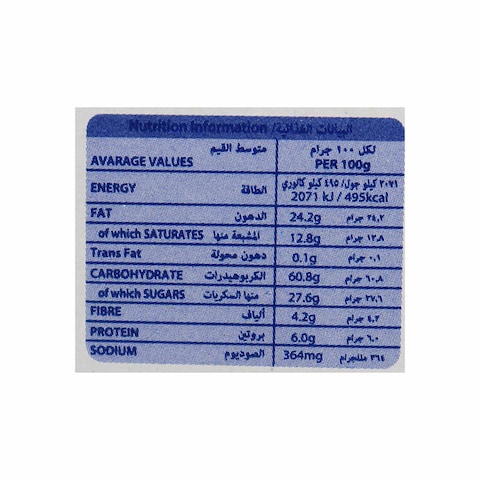 Nutrition Information / البيانات الغذائية
متوسط القيم لكل ١٠٠ جرام
AVARAGE VALUES PER 100g
٢٠٧١ كيلو جول/ ٤٩٥ كيلو كالوري
ENERGY الطاقة 2071 kJ / 495kcal
FAT الدهون 24.2g ٢٤,٢ جرام
of which SATURATES المشبعة منها 12.8g ١٢,٨ جرام
Trans Fat دهون محولة 0.1g ٠,١ جرام
CARBOHYDRATE الكربوهيدرات 60.8g ٦٠,٨ جرام
of which SUGARS منها السكريات 27.6g ٢٧,٦ جرام
FIBRE ألياف 4.2g ٤,٢ جرام
PROTEIN بروتين 6.0g ٦,٠ جرام
SODIUM الصوديوم 364mg ٣٦٤ مللجرام